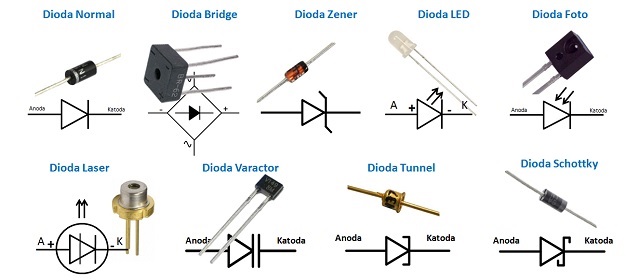 Dioda Normal
Dioda Bridge
Dioda Zener
Dioda LED
Dioda Foto
Anoda
Katoda
-
+
~
~
A
+
-
K
Anoda
Katoda
Dioda Laser
Dioda Varactor
Dioda Tunnel
Dioda Schottky
A
+
-
K
Anoda
Katoda
Anoda
Katoda
Anoda
Katoda